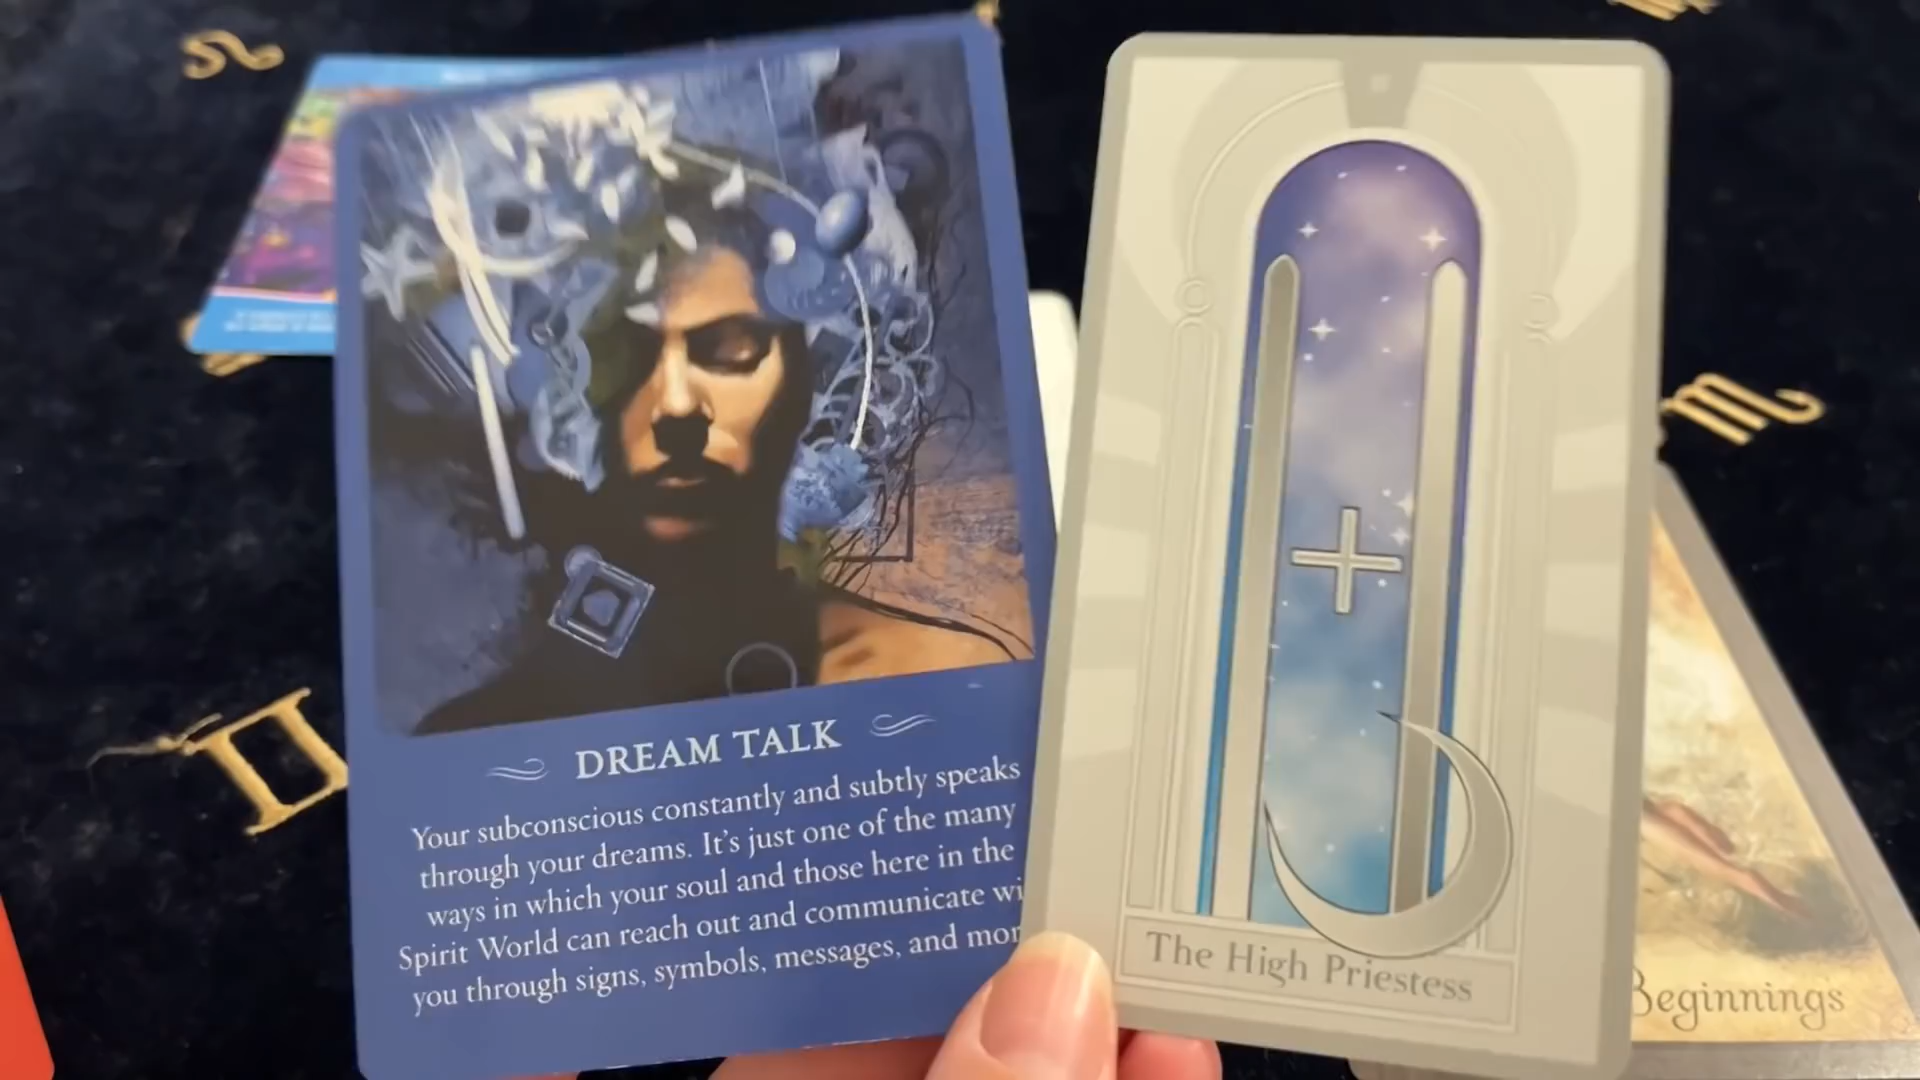 DREAM TALK
Your subconscious constantly and subtly speaks
through your dreams. It's just one of the many
ways in which your soul and those here in the
Spirit World can reach out and communicate wi
you through signs, symbols, messages, and mor
The High Priestess
Beginnings